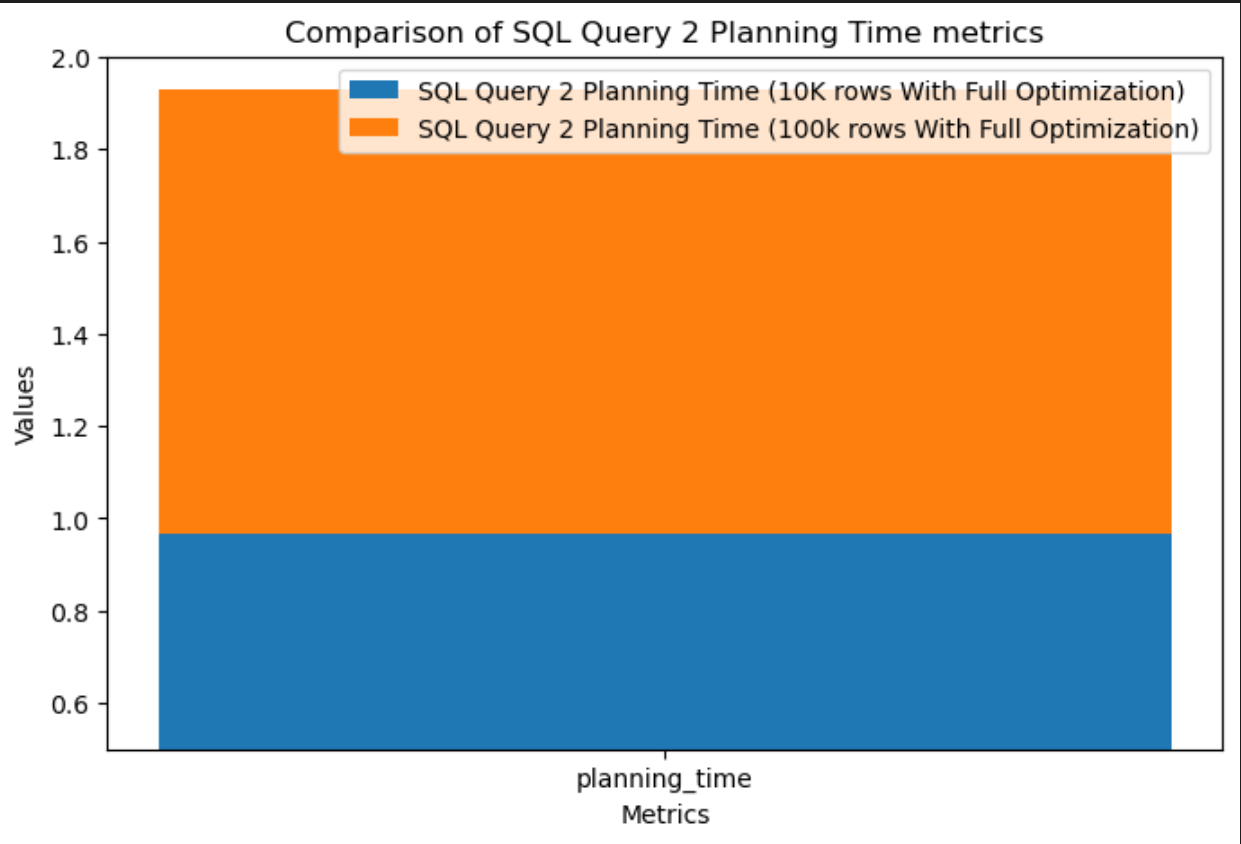 Comparison of SQL Query 2 Planning Time metrics
SQL Query 2 Planning Time (10K rows With Full Optimization)
SQL Query 2 Planning Time (100k rows With Full Optimization)
2.0
1.8
1.6
1.4
1.2
1.0
0.8
0.6
Values
planning_time
Metrics